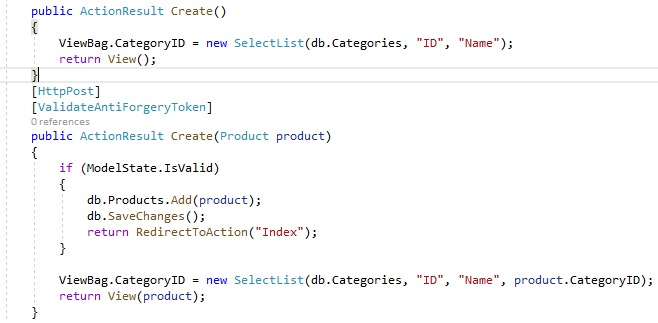 public ActionResult Create()
{
ViewBag.CategoryID = new SelectList(db.Categories, "ID", "Name");
return View();
}
[HttpPost]
[ValidateAntiForgeryToken]
0 references
public ActionResult Create(Product product)
{
if (ModelState.IsValid)
{
db.Products.Add(product);
db.SaveChanges();
return RedirectToAction("Index");
}
ViewBag.CategoryID = new SelectList(db.Categories, "ID", "Name", product.CategoryID);
return View(product);
}